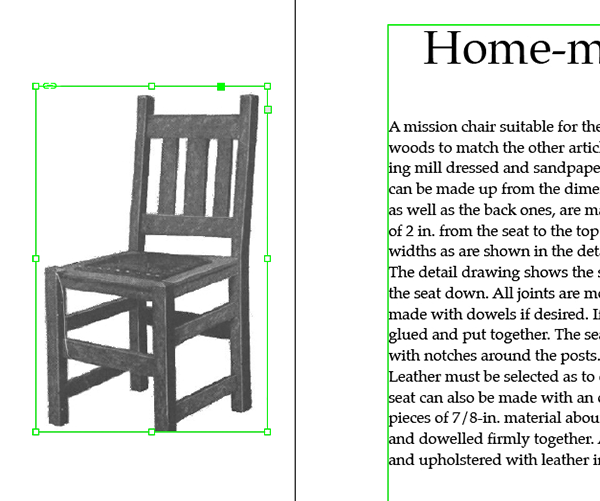 Home-m
A mission chair suitable for the
woods to match the other artic
ing mill dressed and sandpape
can be made up from the dime
as well as the back ones, are ma
of 2 in. from the seat to the top
widths as are shown in the det
The detail drawing shows the s
the seat down. All joints are mo
made with dowels if desired. I
glued and put together. The sea
with notches around the posts.
Leather must be selected as to
seat can also be made with an o
pieces of 7/8-in. material abou
and dowelled firmly together. A
and upholstered with leather i